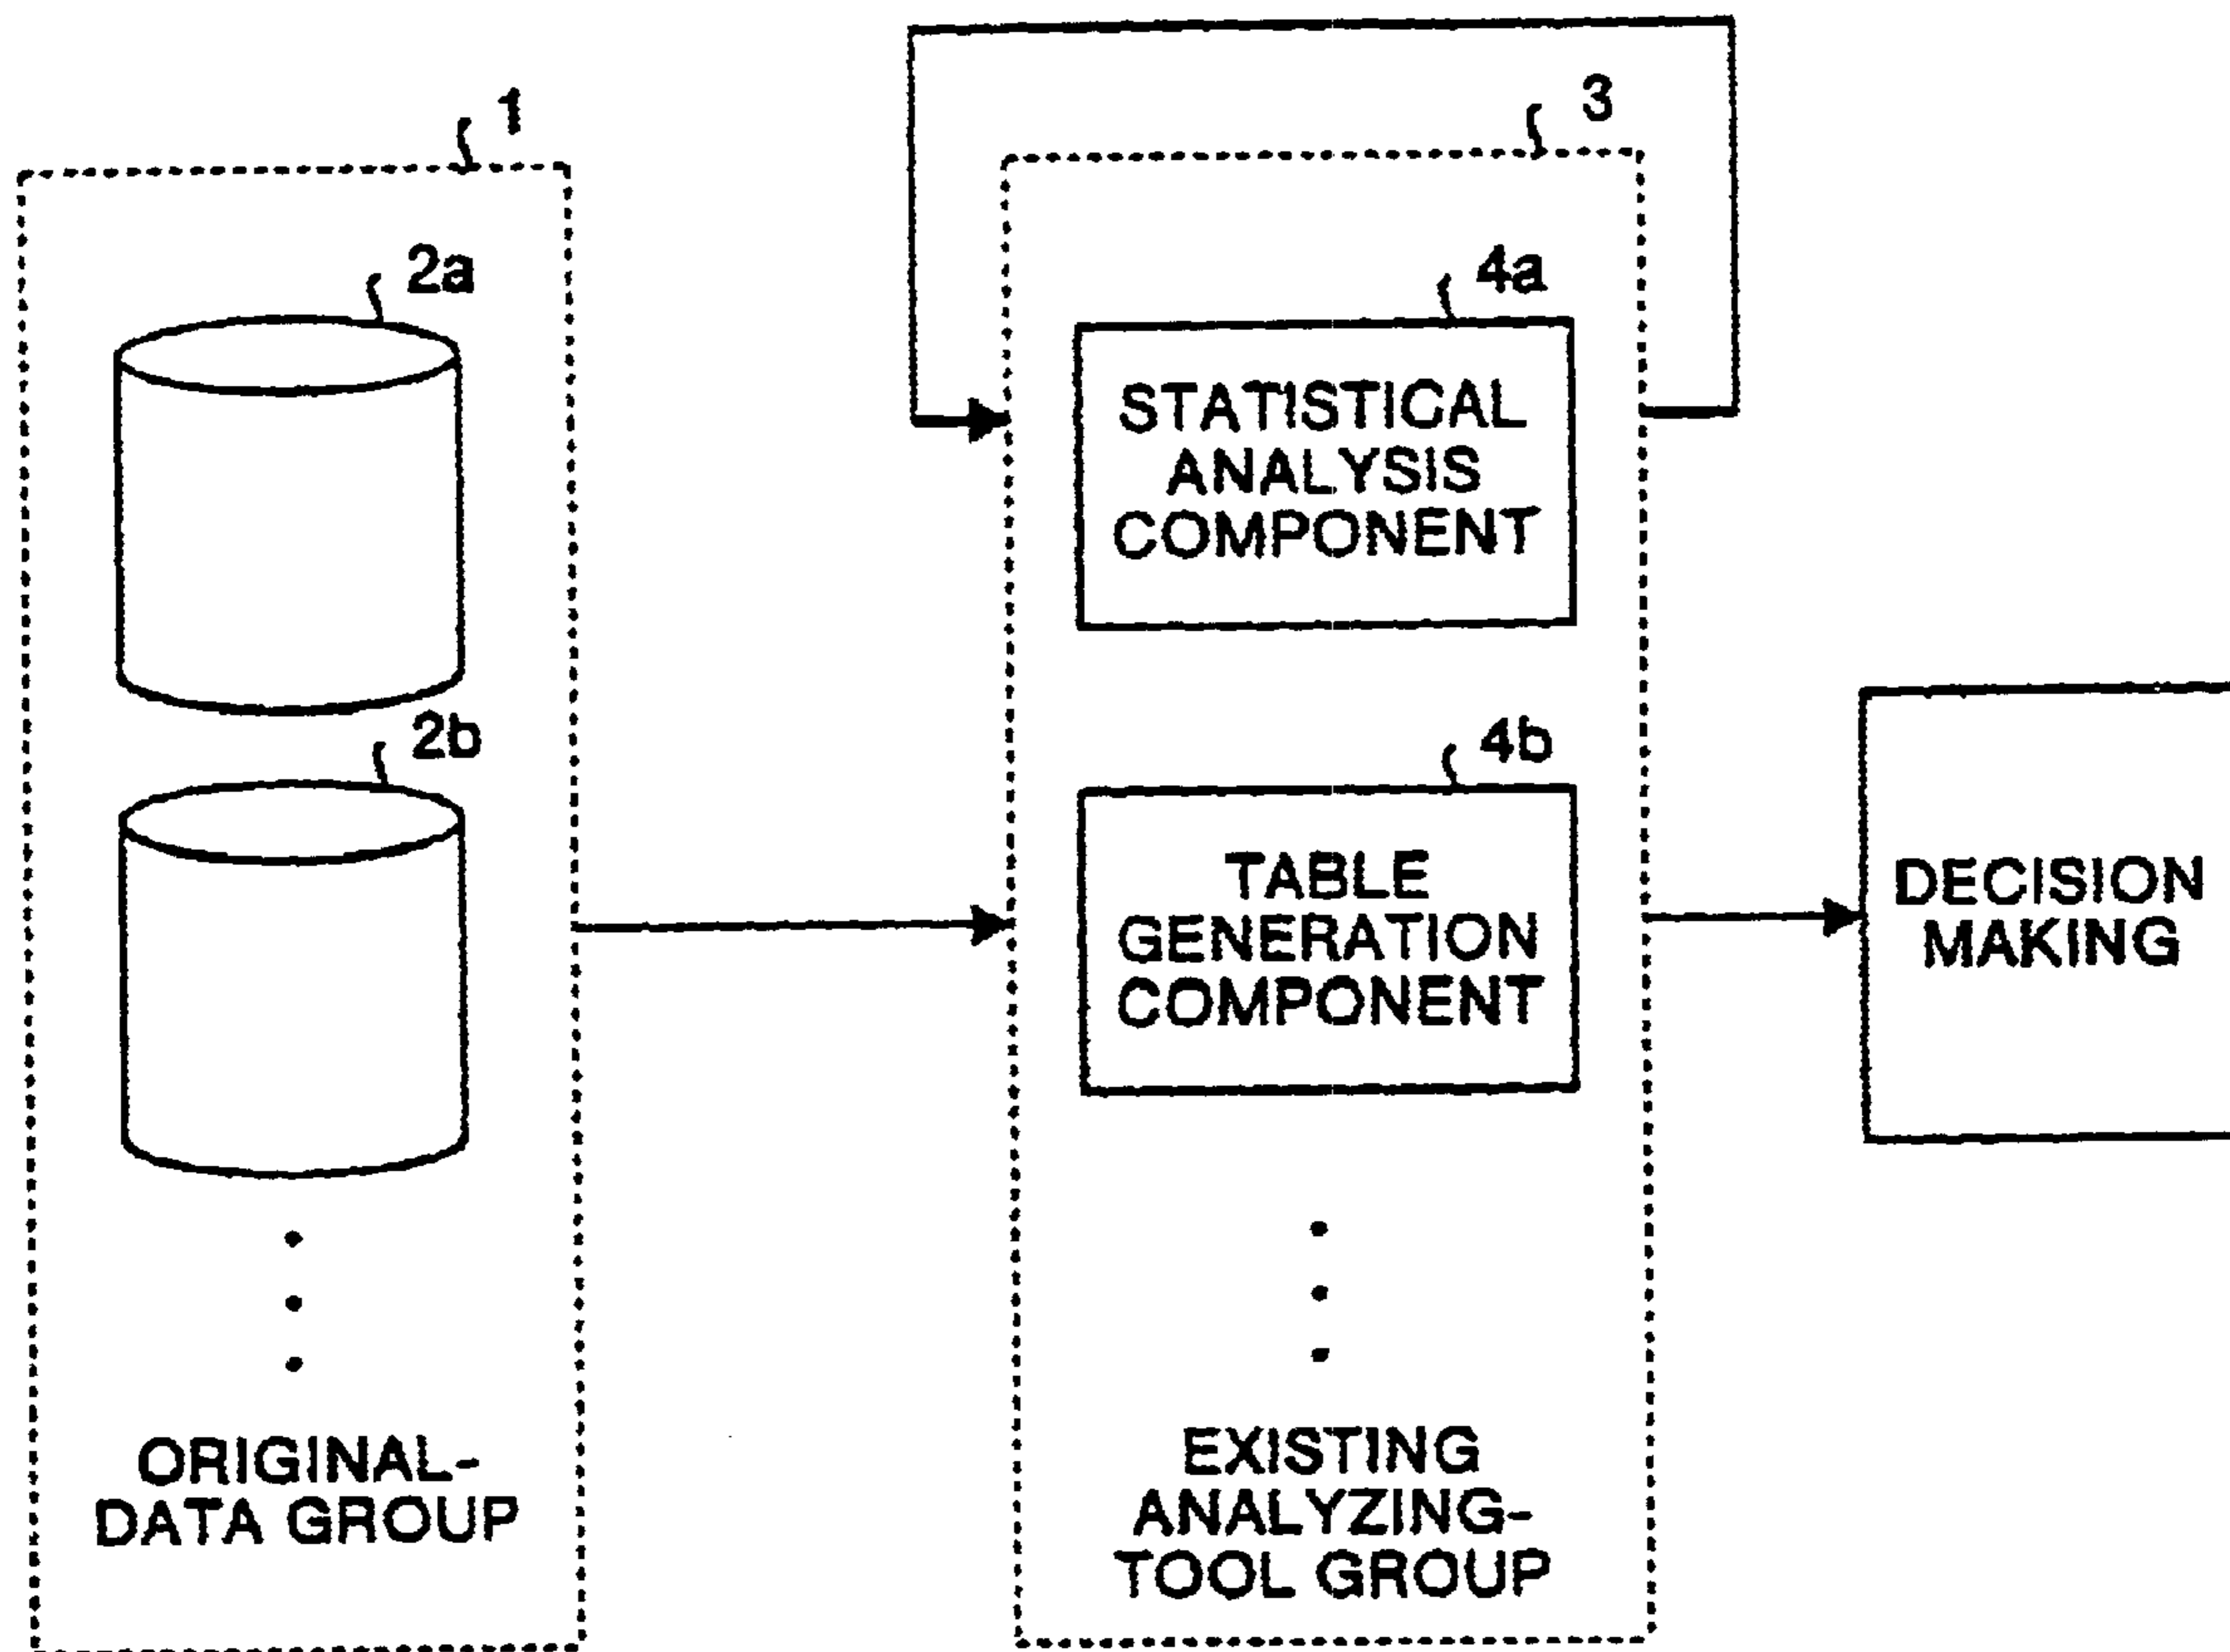 1
3
2a
4a
STATISTICAL
ANALYSIS
COMPONENT
2b
4b
TABLE
GENERATION
COMPONENT
DECISION
MAKING
ORIGINAL-
DATA GROUP
EXISTING
ANALYZING-
TOOL GROUP